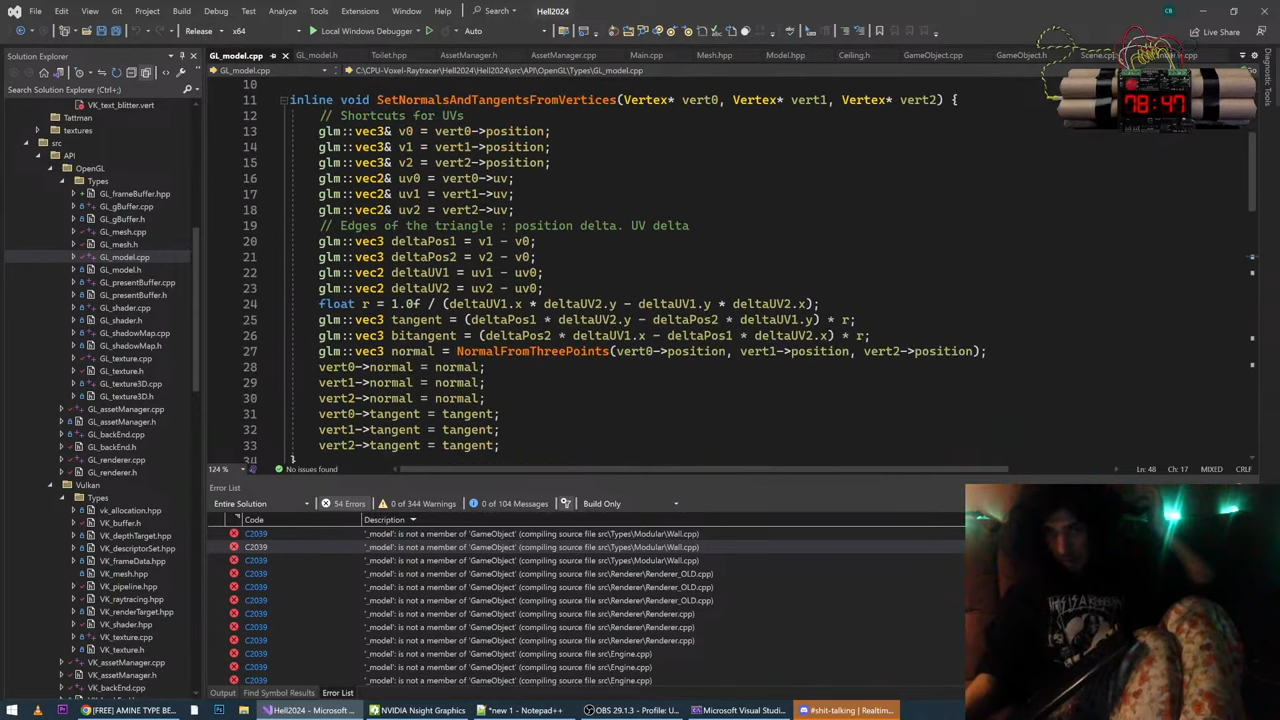 File Edit View Git Project Build Debug Test Analyze Tools Extensions Window Help Search Hell2024 CB
Release x64 Local Windows Debugger Auto Live Share
Solution Explorer
Search Solution Explorer (Ctrl+;)
VK_text_blitter.vert
Tattman
textures
src
API
OpenGL
Types
GL_frameBuffer.hpp
GL_gBuffer.cpp
GL_gBuffer.h
GL_mesh.cpp
GL_mesh.h
GL_model.cpp
GL_model.h
GL_presentBuffer.cpp
GL_presentBuffer.h
GL_shader.cpp
GL_shader.h
GL_shadowMap.cpp
GL_shadowMap.h
GL_texture.cpp
GL_texture.h
GL_texture3D.cpp
GL_texture3D.h
GL_assetManager.cpp
GL_assetManager.h
GL_backEnd.cpp
GL_backEnd.h
GL_renderer.cpp
GL_renderer.h
Vulkan
Types
vk_allocation.hpp
VK_buffer.h
VK_depthTarget.hpp
VK_descriptorSet.hpp
VK_frameData.hpp
VK_mesh.hpp
VK_pipeline.hpp
VK_raytracing.hpp
VK_renderTarget.hpp
VK_shader.hpp
VK_texture.cpp
VK_texture.h
VK_assetManager.cpp
VK_assetManager.h
VK_backEnd.cpp
GL_model.cpp GL_model.h Toilet.hpp AssetManager.h AssetManager.cpp Main.cpp Mesh.hpp Model.hpp Ceiling.h GameObject.cpp GameObject.h
GL_model.cpp C:\CPU-Voxel-Raytracer\Hell2024\Hell2024\src\API\OpenGL\Types\GL_model.cpp
78:47
Diagnostic Tools
10
11 inline void SetNormalsAndTangentsFromVertices(Vertex* vert0, Vertex* vert1, Vertex* vert2) {
12 // Shortcuts for UVs
13 glm::vec3& v0 = vert0->position;
14 glm::vec3& v1 = vert1->position;
15 glm::vec3& v2 = vert2->position;
16 glm::vec2& uv0 = vert0->uv;
17 glm::vec2& uv1 = vert1->uv;
18 glm::vec2& uv2 = vert2->uv;
19 // Edges of the triangle : position delta. UV delta
20 glm::vec3 deltaPos1 = v1 - v0;
21 glm::vec3 deltaPos2 = v2 - v0;
22 glm::vec2 deltaUV1 = uv1 - uv0;
23 glm::vec2 deltaUV2 = uv2 - uv0;
24 float r = 1.0f / (deltaUV1.x * deltaUV2.y - deltaUV1.y * deltaUV2.x);
25 glm::vec3 tangent = (deltaPos1 * deltaUV2.y - deltaPos2 * deltaUV1.y) * r;
26 glm::vec3 bitangent = (deltaPos2 * deltaUV1.x - deltaPos1 * deltaUV2.x) * r;
27 glm::vec3 normal = NormalFromThreePoints(vert0->position, vert1->position, vert2->position);
28 vert0->normal = normal;
29 vert1->normal = normal;
30 vert2->normal = normal;
31 vert0->tangent = tangent;
32 vert1->tangent = tangent;
33 vert2->tangent = tangent;
34 }
124 % No issues found Ln: 48 Ch: 17 MIXED CRLF
Error List
Entire Solution 54 Errors 0 of 344 Warnings 0 of 104 Messages Build Only
Code Description
C2039 '_model': is not a member of 'GameObject' (compiling source file src\Types\Modular\Wall.cpp)
C2039 '_model': is not a member of 'GameObject' (compiling source file src\Types\Modular\Wall.cpp)
C2039 '_model': is not a member of 'GameObject' (compiling source file src\Types\Modular\Wall.cpp)
C2039 '_model': is not a member of 'GameObject' (compiling source file src\Renderer\Renderer_OLD.cpp)
C2039 '_model': is not a member of 'GameObject' (compiling source file src\Renderer\Renderer_OLD.cpp)
C2039 '_model': is not a member of 'GameObject' (compiling source file src\Renderer\Renderer_OLD.cpp)
C2039 '_model': is not a member of 'GameObject' (compiling source file src\Renderer\Renderer.cpp)
C2039 '_model': is not a member of 'GameObject' (compiling source file src\Renderer\Renderer.cpp)
C2039 '_model': is not a member of 'GameObject' (compiling source file src\Renderer\Renderer.cpp)
C2039 '_model': is not a member of 'GameObject' (compiling source file src\Engine.cpp)
C2039 '_model': is not a member of 'GameObject' (compiling source file src\Engine.cpp)
C2039 '_model': is not a member of 'GameObject' (compiling source file src\Engine.cpp)
Output Find Symbol Results Error List
[FREE] AMINE TYPE BE... Hell2024 - Microsoft ... NVIDIA Nsight Graphics *new 1 - Notepad++ OBS 29.1.3 - Profile: U... Microsoft Visual Studi... #shit-talking | Realtim...